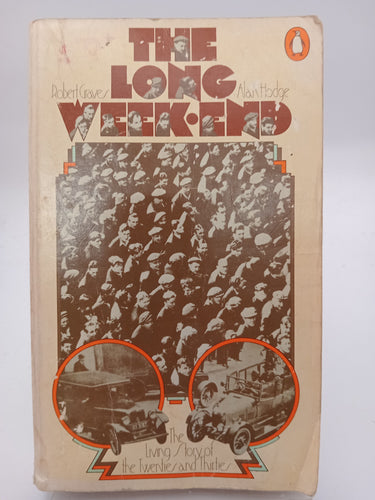 THE
LONG
Robert Graves Alan Hodge
WEEK·END
The
Living Story of
the Twenties and Thirties